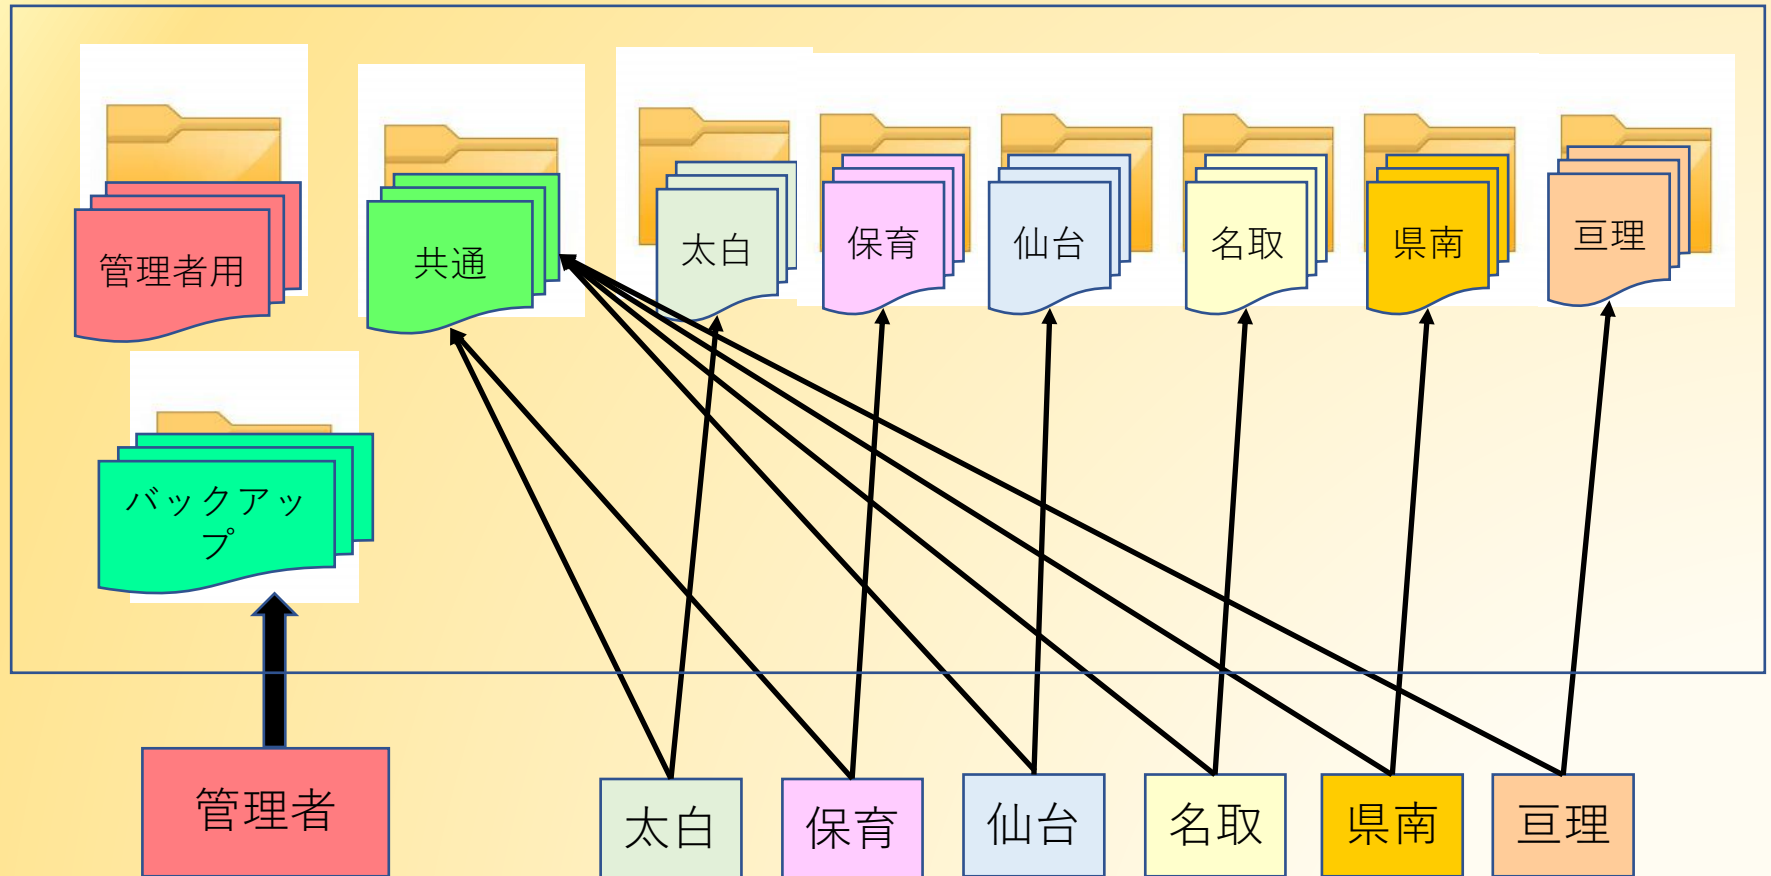 管理者用
共通
太白
保育
仙台
名取
県南
亘理
バックアッ
プ
管理者
太白
保育
仙台
名取
県南
亘理